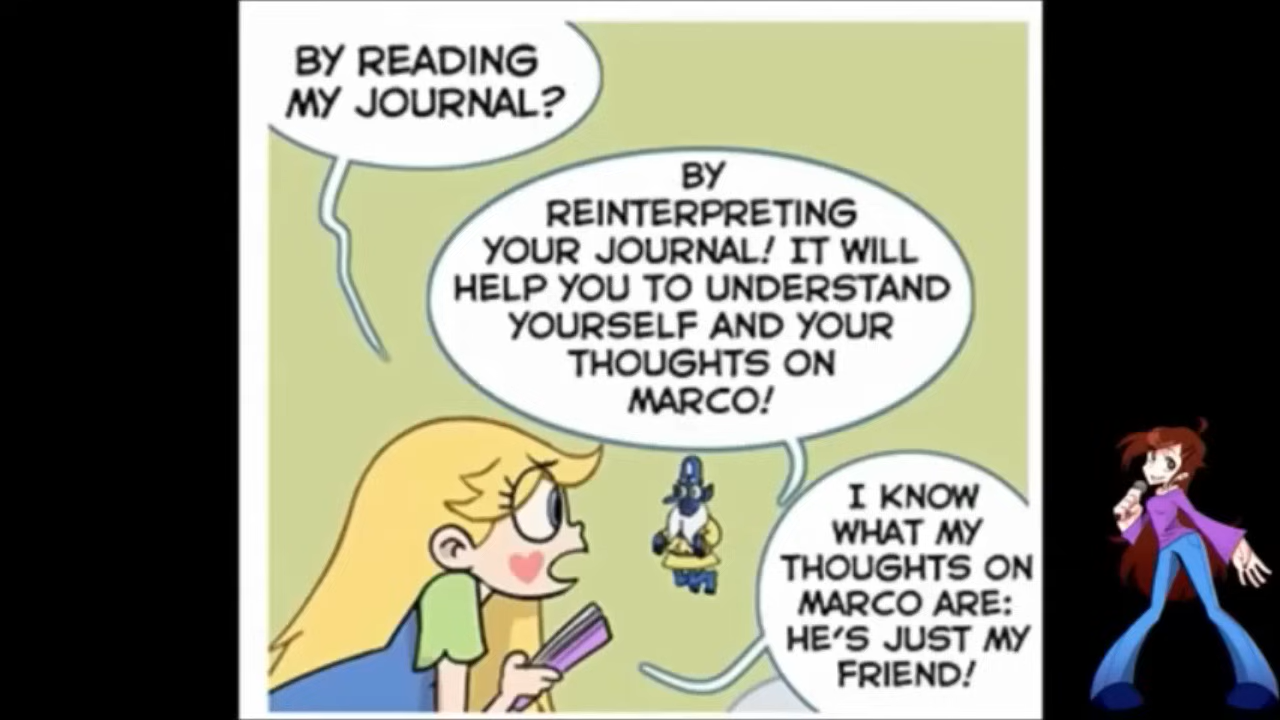 BY READING
MY JOURNAL?
BY
REINTERPRETING
YOUR JOURNAL! IT WILL
HELP YOU TO UNDERSTAND
YOURSELF AND YOUR
THOUGHTS ON
MARCO!
I KNOW
WHAT MY
THOUGHTS ON
MARCO ARE:
HE'S JUST MY
FRIEND!